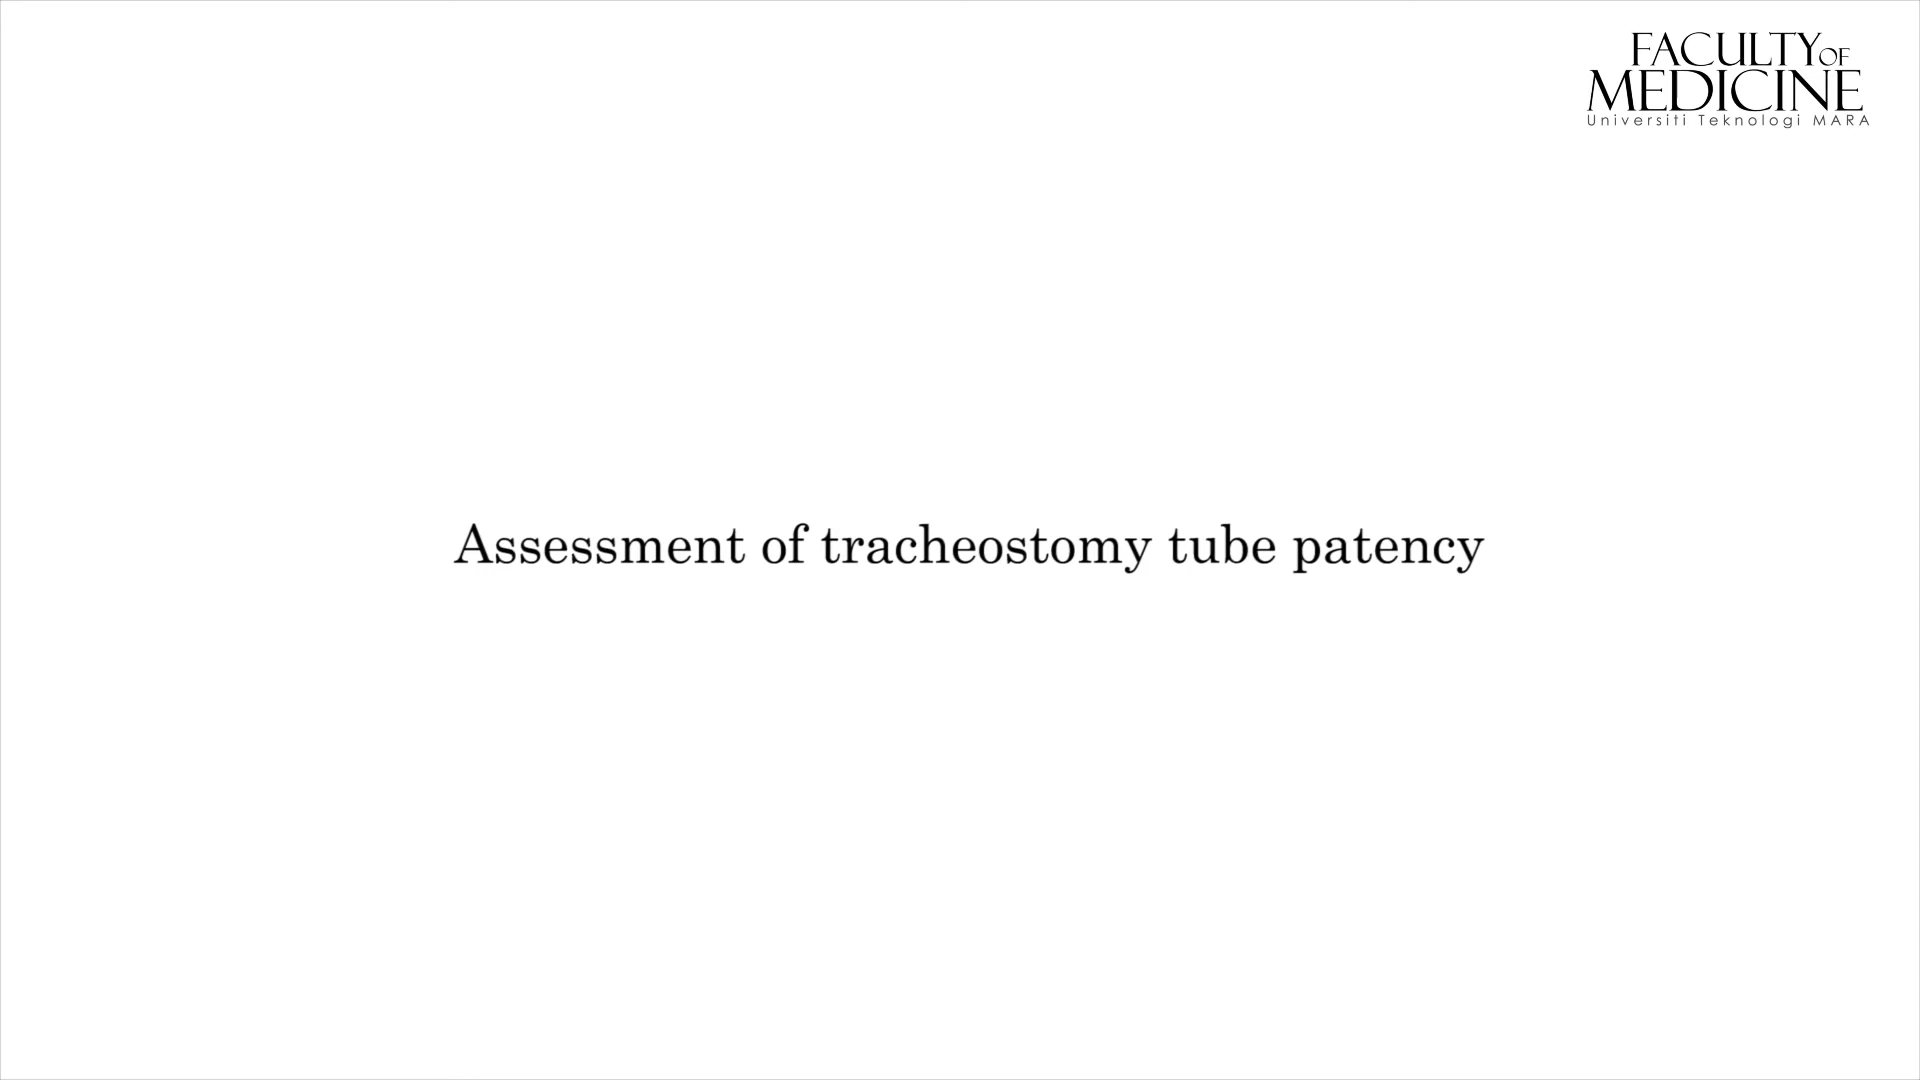 FACULTY OF
MEDICINE
Universiti Teknologi MARA
Assessment of tracheostomy tube patency